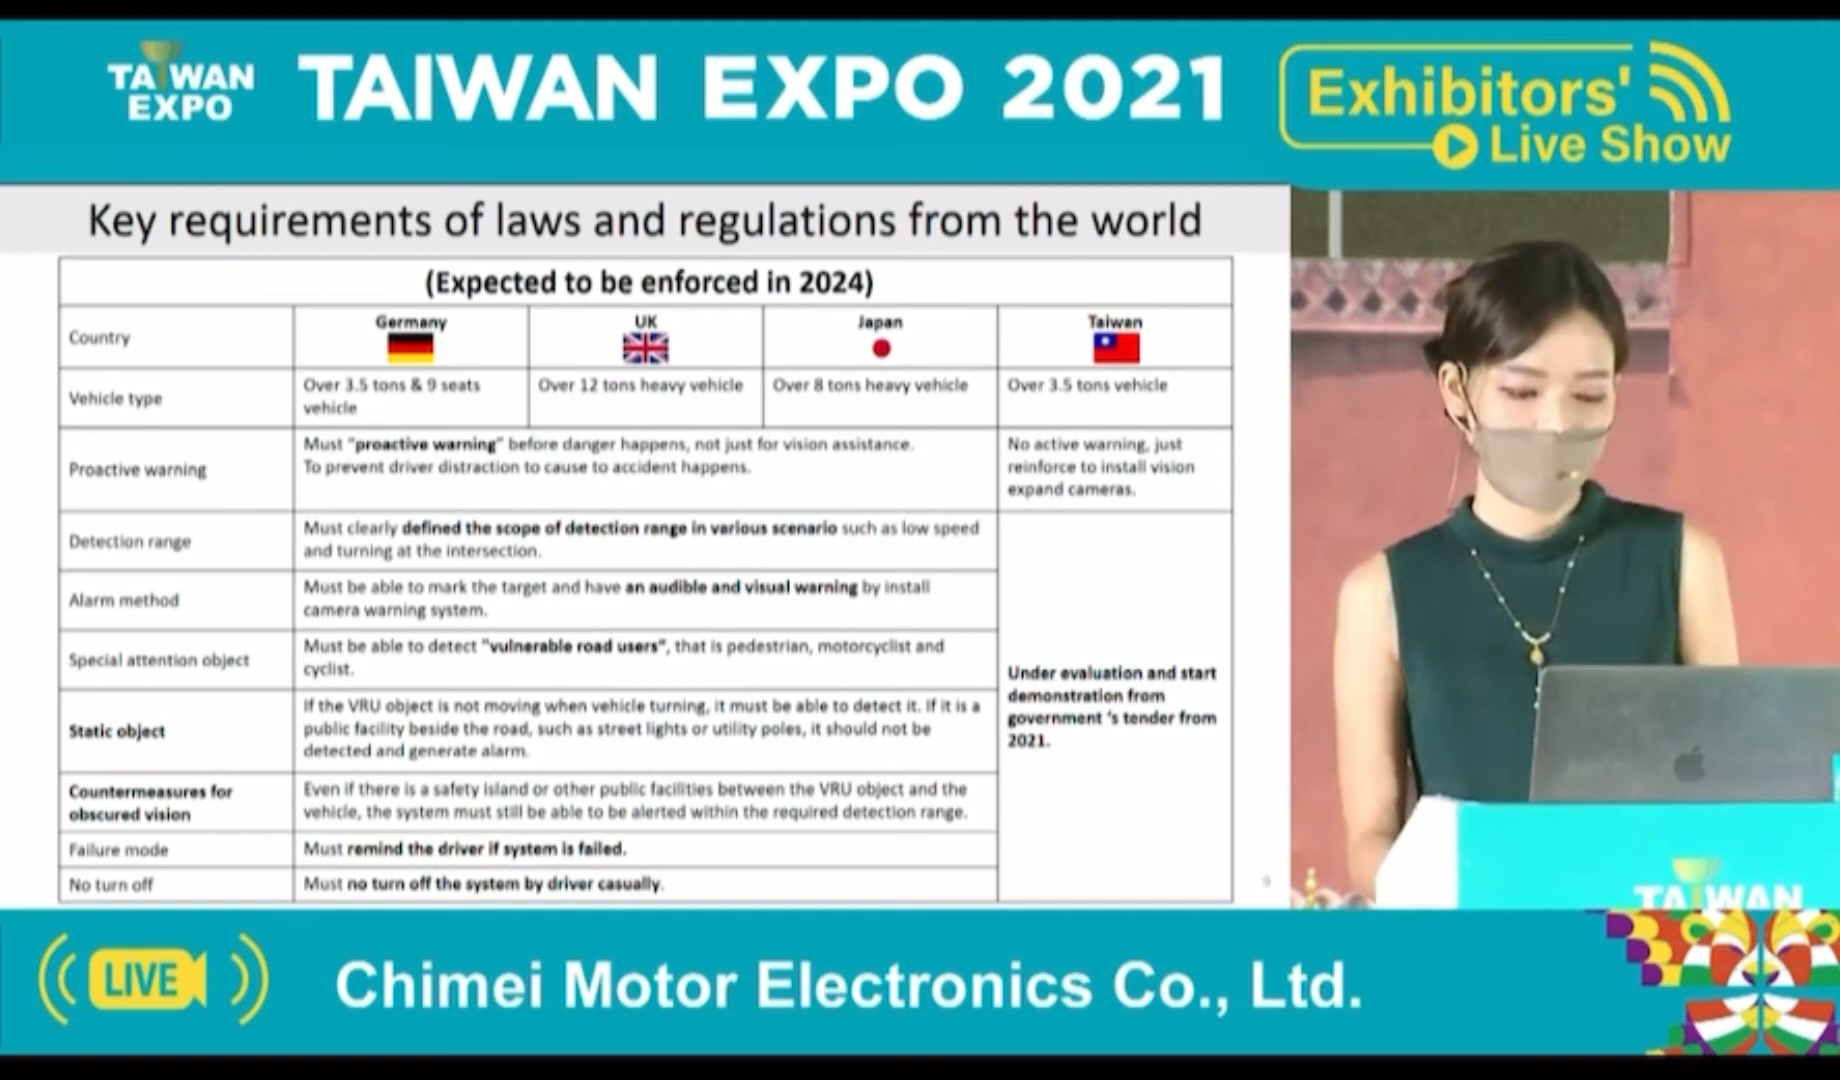 TAIWAN
EXPO
TAIWAN EXPO 2021
Exhibitors'
Live Show
Key requirements of laws and regulations from the world
(Expected to be enforced in 2024)
Country
Germany
UK
Japan
Taiwan
Vehicle type
Over 3.5 tons & 9 seats
vehicle
Over 12 tons heavy vehicle
Over 8 tons heavy vehicle
Over 3.5 tons vehicle
Proactive warning
Must "proactive warning" before danger happens, not just for vision assistance.
To prevent driver distraction to cause to accident happens.
No active warning, just
reinforce to install vision
expand cameras.
Detection range
Must clearly defined the scope of detection range in various scenario such as low speed
and turning at the intersection.
Alarm method
Must be able to mark the target and have an audible and visual warning by install
camera warning system.
Special attention object
Must be able to detect "vulnerable road users", that is pedestrian, motorcyclist and
cyclist.
Static object
If the VRU object is not moving when vehicle turning, it must be able to detect it. If it is a
public facility beside the road, such as street lights or utility poles, it should not be
detected and generate alarm.
Countermeasures for
obscured vision
Even if there is a safety island or other public facilities between the VRU object and the
vehicle, the system must still be able to be alerted within the required detection range.
Failure mode
Must remind the driver if system is failed.
No turn off
Must no turn off the system by driver casually.
Under evaluation and start
demonstration from
government 's tender from
2021.
9
TAIWAN
LIVE
Chimei Motor Electronics Co., Ltd.